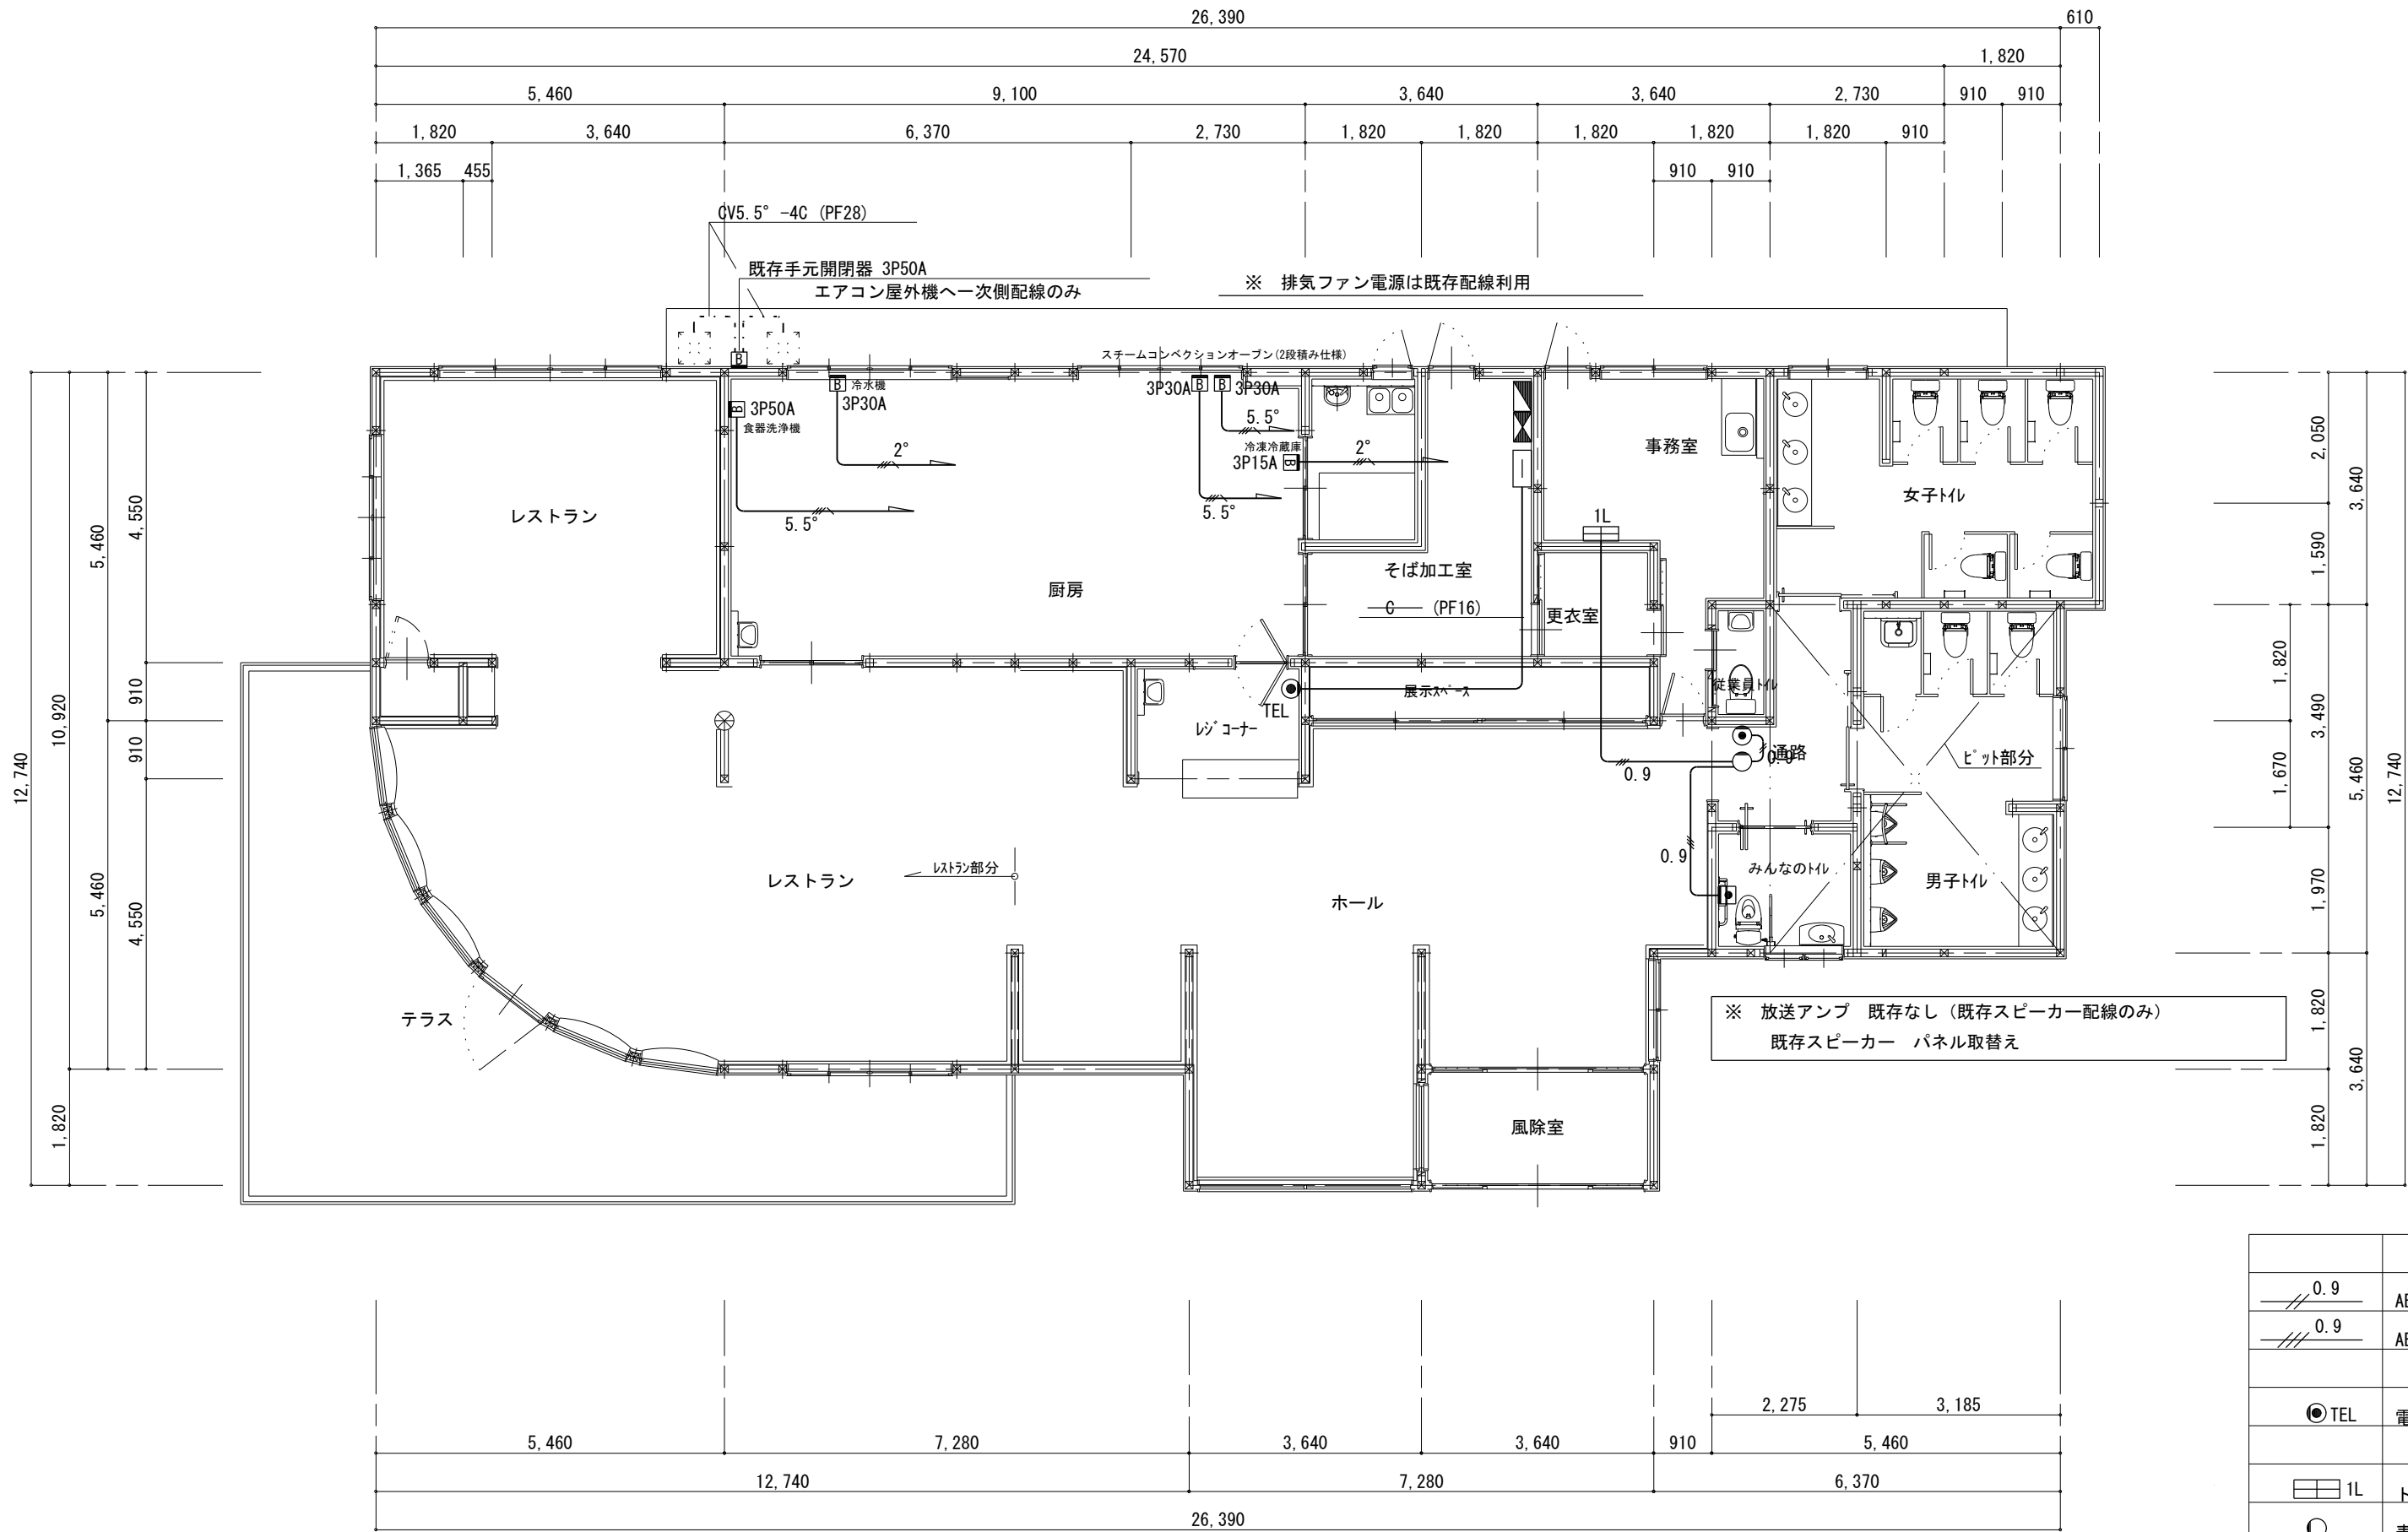 26,390
610
24,570
1,820
5,460
9,100
3,640
3,640
2,730
910
910
1,820
3,640
6,370
2,730
1,820
1,820
1,820
1,820
1,820
910
1,365
455
910
910
CV5.5°-4C (PF28)
既存手元開閉器 3P50A
エアコン屋外機へ一次側配線のみ
※ 排気ファン電源は既存配線利用
スチームコンベクションオーブン(2段積み仕様)
B
B
冷水機
3P30A
3P30A
B
B
3P30A
B
3P50A
食器洗浄機
5.5°
2°
冷凍冷蔵庫
3P15A
B
2°
事務室
女子トイレ
レストラン
5.5°
5.5°
1L
厨房
そば加工室
C (PF16)
更衣室
従業員トイレ
展示スペース
TEL
レジコーナー
通路
0.9
0.9
ピット部分
レストラン
レストラン部分
ホール
0.9
みんなのトイレ
男子トイレ
テラス
※ 放送アンプ 既存なし(既存スピーカー配線のみ)
既存スピーカー パネル取替え
風除室
12,740
10,920
1,820
5,460
5,460
4,550
910
910
4,550
2,050
1,590
3,640
1,820
1,670
3,490
1,970
5,460
12,740
1,820
1,820
3,640
0.9
AE
0.9
AE
TEL
電
1L
2,275
3,185
5,460
7,280
3,640
3,640
910
5,460
12,740
7,280
6,370
26,390